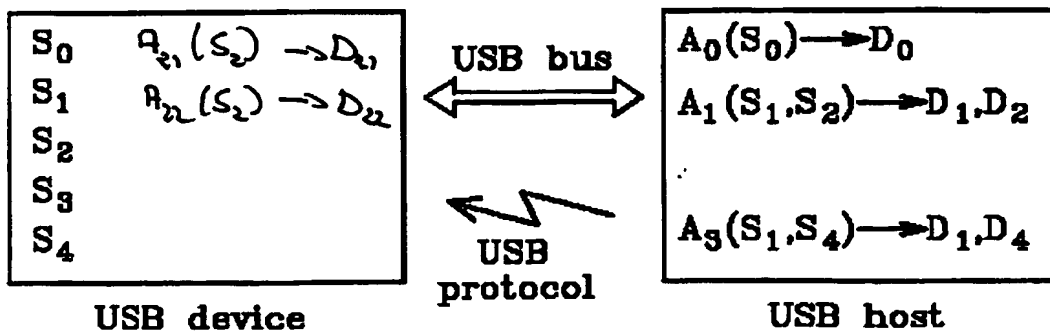 S₀ A₂₁(S₂) → D₂₁
S₁ A₂₂(S₂) → D₂₂
S₂
S₃
S₄
USB device
USB bus
USB
protocol
A₀(S₀) → D₀
A₁(S₁,S₂) → D₁,D₂
A₃(S₁,S₄) → D₁,D₄
USB host